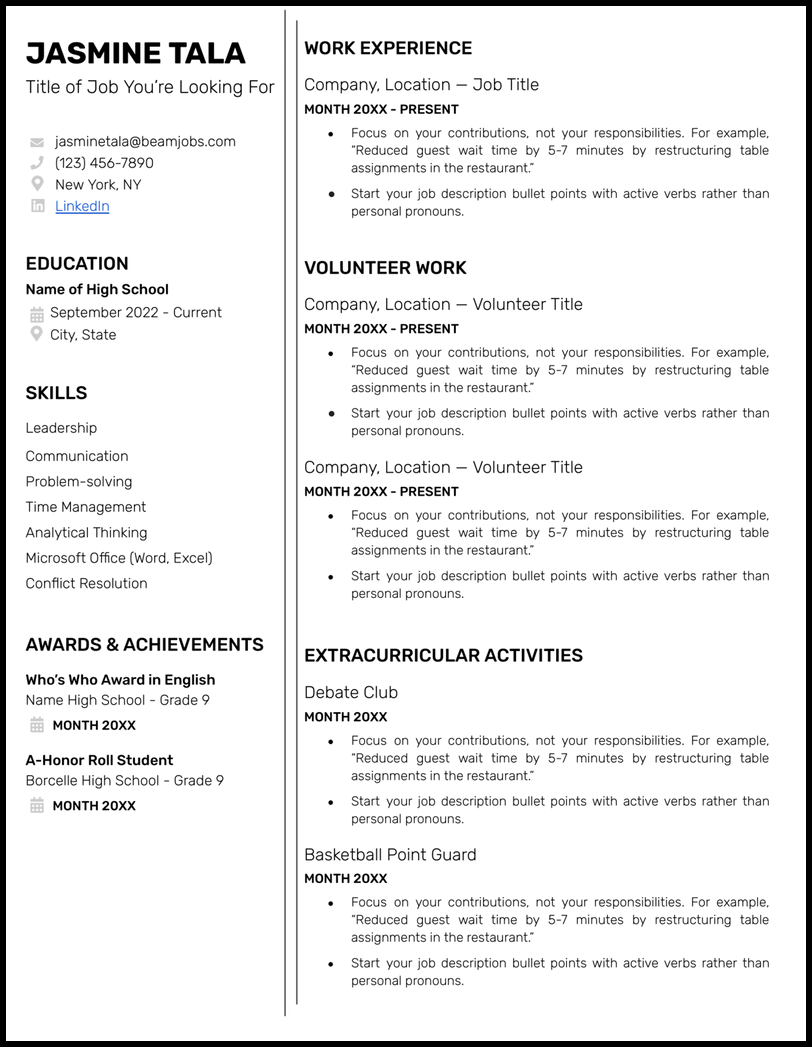 JASMINE TALA
Title of Job You’re Looking For
jasminetala@beamjobs.com
(123) 456-7890
New York, NY
LinkedIn
EDUCATION
Name of High School
September 2022 - Current
City, State
SKILLS
Leadership
Communication
Problem-solving
Time Management
Analytical Thinking
Microsoft Office (Word, Excel)
Conflict Resolution
AWARDS & ACHIEVEMENTS
Who’s Who Award in English
Name High School - Grade 9
MONTH 20XX
A-Honor Roll Student
Borcelle High School - Grade 9
MONTH 20XX
WORK EXPERIENCE
Company, Location — Job Title
MONTH 20XX - PRESENT
● Focus on your contributions, not your responsibilities. For example,
“Reduced guest wait time by 5-7 minutes by restructuring table
assignments in the restaurant.”
● Start your job description bullet points with active verbs rather than
personal pronouns.
VOLUNTEER WORK
Company, Location — Volunteer Title
MONTH 20XX - PRESENT
● Focus on your contributions, not your responsibilities. For example,
“Reduced guest wait time by 5-7 minutes by restructuring table
assignments in the restaurant.”
● Start your job description bullet points with active verbs rather than
personal pronouns.
Company, Location — Volunteer Title
MONTH 20XX - PRESENT
● Focus on your contributions, not your responsibilities. For example,
“Reduced guest wait time by 5-7 minutes by restructuring table
assignments in the restaurant.”
● Start your job description bullet points with active verbs rather than
personal pronouns.
EXTRACURRICULAR ACTIVITIES
Debate Club
MONTH 20XX
● Focus on your contributions, not your responsibilities. For example,
“Reduced guest wait time by 5-7 minutes by restructuring table
assignments in the restaurant.”
● Start your job description bullet points with active verbs rather than
personal pronouns.
Basketball Point Guard
MONTH 20XX
● Focus on your contributions, not your responsibilities. For example,
“Reduced guest wait time by 5-7 minutes by restructuring table
assignments in the restaurant.”
● Start your job description bullet points with active verbs rather than
personal pronouns.